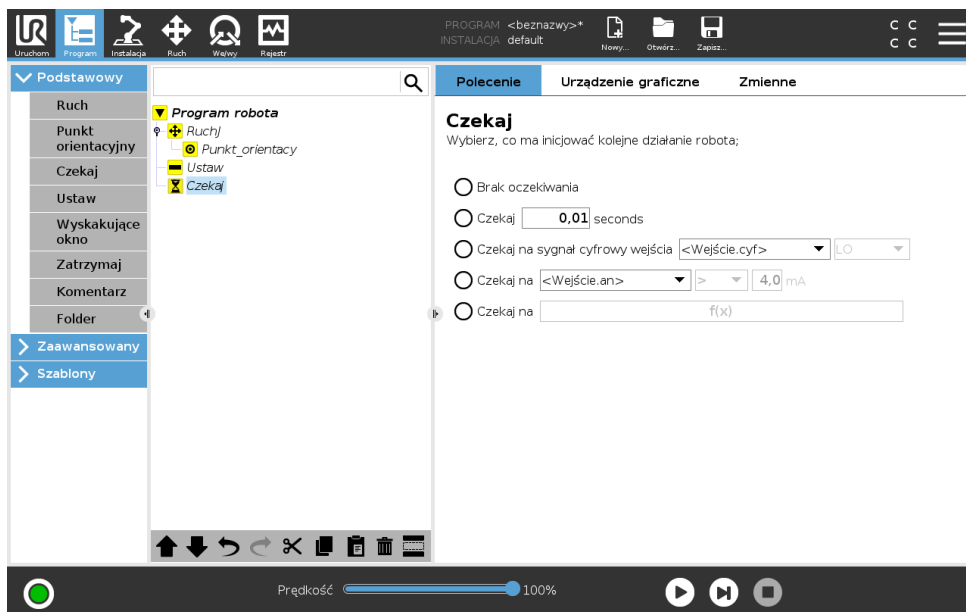 UR
Uruchom Program Instalacja Ruch We/wy Rejestr
PROGRAM <beznazwy>*
INSTALACJA default
Nowy... Otwórz... Zapisz...
C C
C C
Podstawowy
Ruch
Punkt
orientacyjny
Czekaj
Ustaw
Wyskakujące
okno
Zatrzymaj
Komentarz
Folder
Zaawansowany
Szablony
Program robota
RuchJ
Punkt_orientacy
Ustaw
Czekaj
Polecenie Urządzenie graficzne Zmienne
Czekaj
Wybierz, co ma inicjować kolejne działanie robota;
Brak oczekiwania
Czekaj 0,01 seconds
Czekaj na sygnał cyfrowy wejścia <Wejście.cyf> LO
Czekaj na <Wejście.an> > 4,0 mA
Czekaj na f(x)
Prędkość 100%